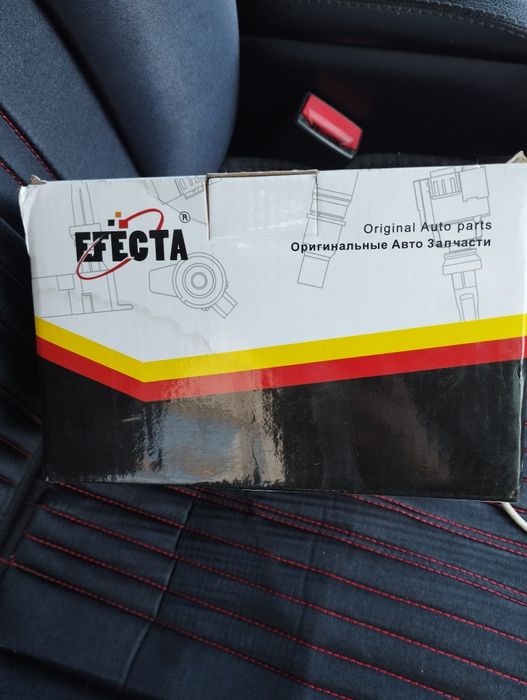 EFECTA ®
Original Auto parts
Оригинальные Авто Запчасти